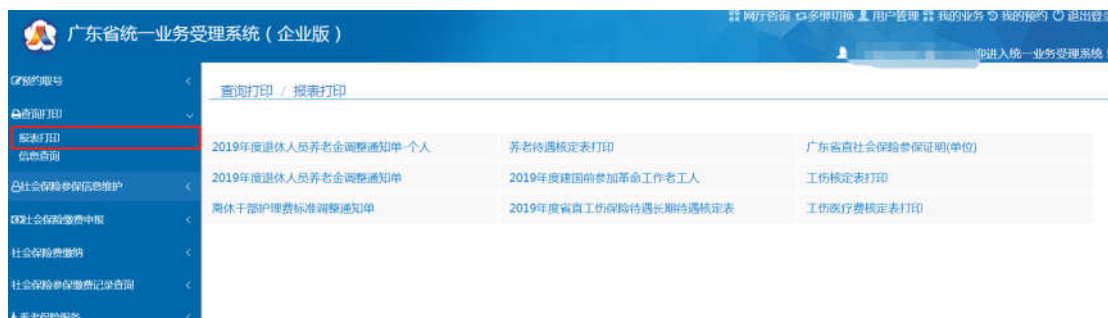 网厅咨询 多绑切换 用户管理 我的业务 我的预约 退出登录
广东省统一业务受理系统（企业版）
迎进入统一业务受理系统
预约取号
查询打印
报表打印
信息查询
社会保险参保信息维护
社会保险缴费申报
社会保险费缴纳
社会保险参保缴费记录查询
养老保险服务
查询打印 / 报表打印
2019年度退休人员养老金调整通知单-个人 养老待遇核定表打印 广东省直社会保险参保证明(单位)
2019年度退休人员养老金调整通知单 2019年度建国前参加革命工作老工人 工伤核定表打印
离休干部护理费标准调整通知单 2019年度省直工伤保险待遇长期待遇核定表 工伤医疗费核定表打印